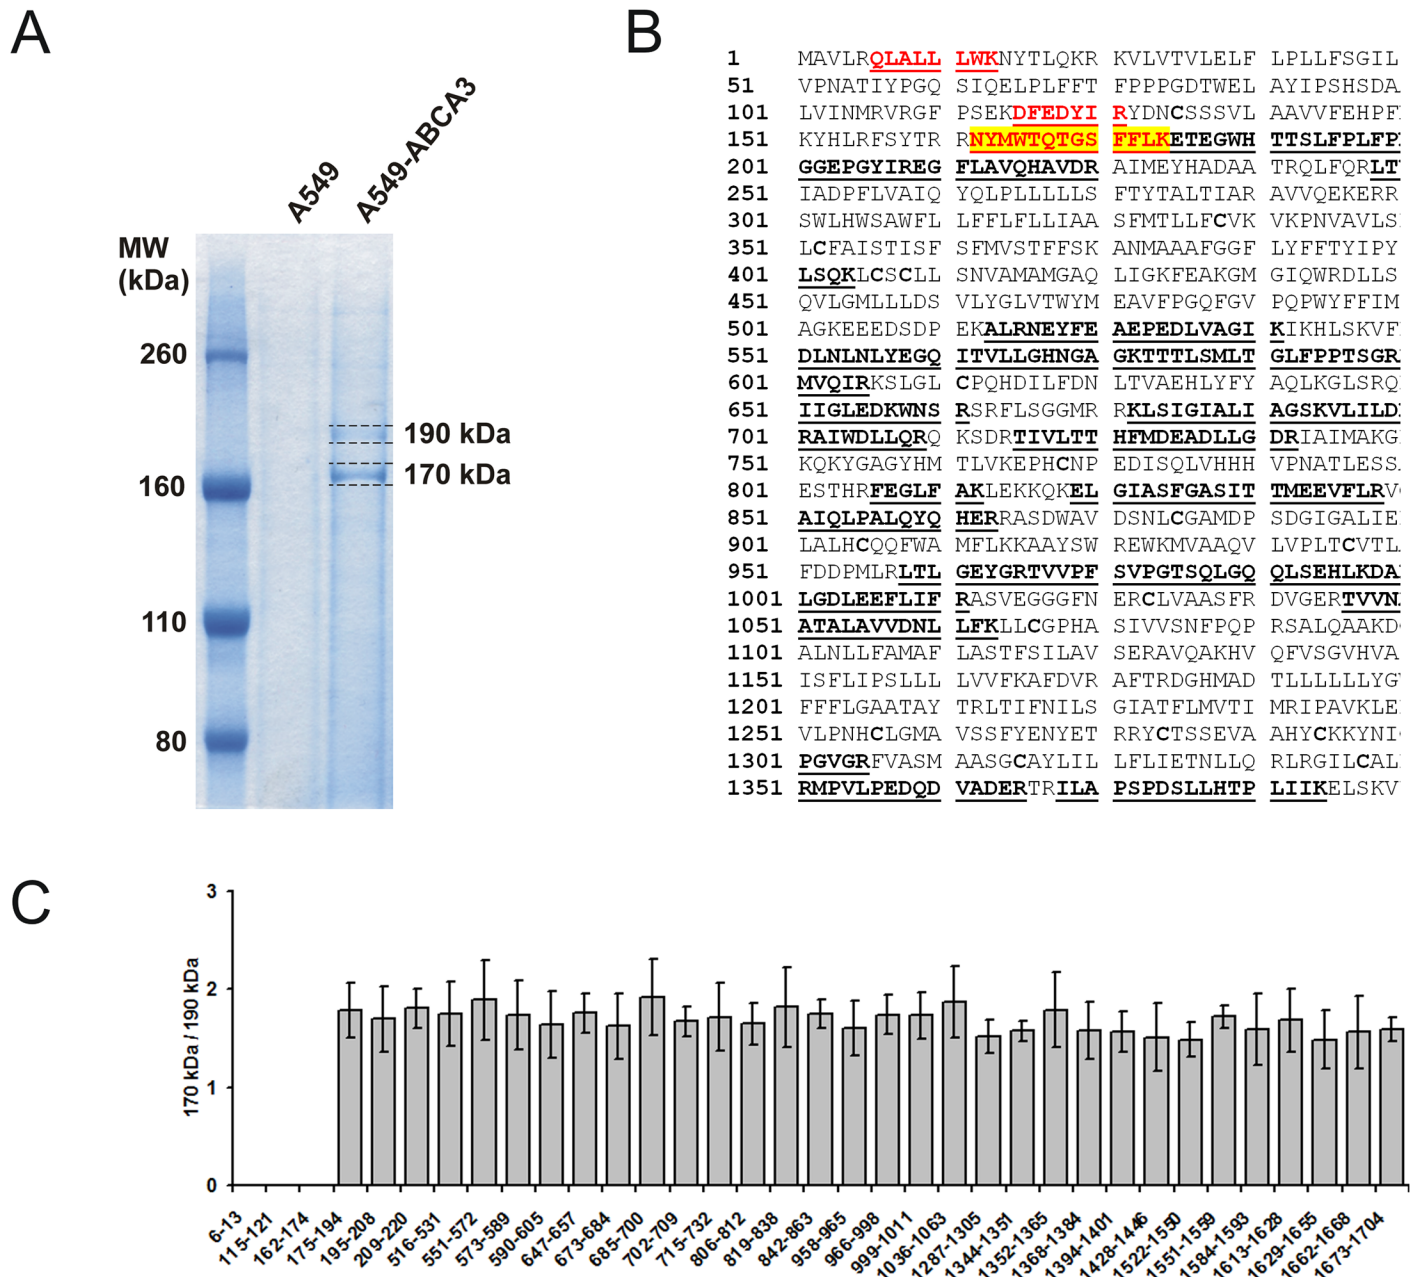 A
A549
A549-ABCA3
MW
(kDa)
260
190 kDa
170 kDa
160
110
80
B
1 MAVLRQLALL LWKNYTLQKR KVLVTVLELF LPLLFSGIL
51 VPNATIYPGQ SIQELPLFFT FPPPGDTWEL AYIPSHSDA
101 LVINMRVRGF PSEKDFEDYI RYDNCSSSVL AAVVFEHPF
151 KYHLRFSYTR RNYMWTQTGS FFLKETEGWH TTSLFPLFP
201 GGEPGYIREG FLAVQHAVDR AIMEYHADAA TRQLFQRLT
251 IADPFLVAIQ YQLPLLLLLS FTYTALTIAR AVVQEKERR
301 SWLHWSAWFL LFFLFLLIAA SFMTLLFCVK VKPNVAVLS
351 LCFAISTISF SFMVSTFFSK ANMAAAFGGF LYFFTYIPY
401 LSQKLCSCLL SNVAMAMGAQ LIGKFEAKGM GIQWRDLLS
451 QVLGMLLLDS VLYGLVTWYM EAVFPGQFGV PQPWYFFIM
501 AGKEEEDSDP EKALRNEYFE AEPEDLVAGI KIKHLSKVF
551 DLNLNLYEGQ ITVLLGHNGA GKTTTLSMLT GLFPPTSGR
601 MVQIRKSLGL CPQHDILFDN LTVAEHLYFY AQLKGLSRQ
651 IIGLEDKWNS RSRFLSGGMR RKLSIGIALI AGSKVLILD
701 RAIWDLLQRQ KSDRTIVLTT HFMDEADLLG DRIAIMAKG
751 KQKYGAGYHM TLVKEPHCNP EDISQLVHHH VPNATLESS
801 ESTHRFEGLF AKLEKKQKEL GIASFGASIT TMEEVFLRV
851 AIQLPALQYQ HERRASDWAV DSNLCGAMDP SDGIGALIE
901 LALHCQQFWA MFLKKAAYSW REWKMVAAQV LVPLTCVTL
951 FDDPMLRLTL GEYGRTVVPF SVPGTSQLGQ QLSEHLKDA
1001 LGDLEEFLIF RASVEGGGFN ERCLVAASFR DVGERTVVN
1051 ATALAVVDNL LFKLLCGPHA SIVVSNFPQP RSALQAAKD
1101 ALNLLFAMAF LASTFSILAV SERAVQAKHV QFVSGVHVA
1151 ISFLIPSLLL LVVFKAFDVR AFTRDGHMAD TLLLLLLYG
1201 FFFLGAATAY TRLTIFNILS GIATFLMVTI MRIPAVKLE
1251 VLPNHCLGMA VSSFYENYET RRYCTSSEVA AHYCKKYNI
1301 PGVGRFVASM AASGCAYLIL LFLIETNLLQ RLRGILCAL
1351 RMPVLPEDQD VADERTRILA PSPDSLLHTP LIIKELSKV
C
170 kDa / 190 kDa
3
2
1
0
6-13
115-121
162-174
175-194
195-208
209-220
516-531
551-572
573-589
590-605
647-657
673-684
685-700
702-709
715-732
806-812
819-838
842-863
958-965
966-998
999-1011
1036-1063
1287-1305
1344-1351
1352-1365
1368-1384
1394-1401
1428-1446
1522-1550
1551-1559
1584-1593
1613-1628
1629-1655
1662-1668
1673-1704